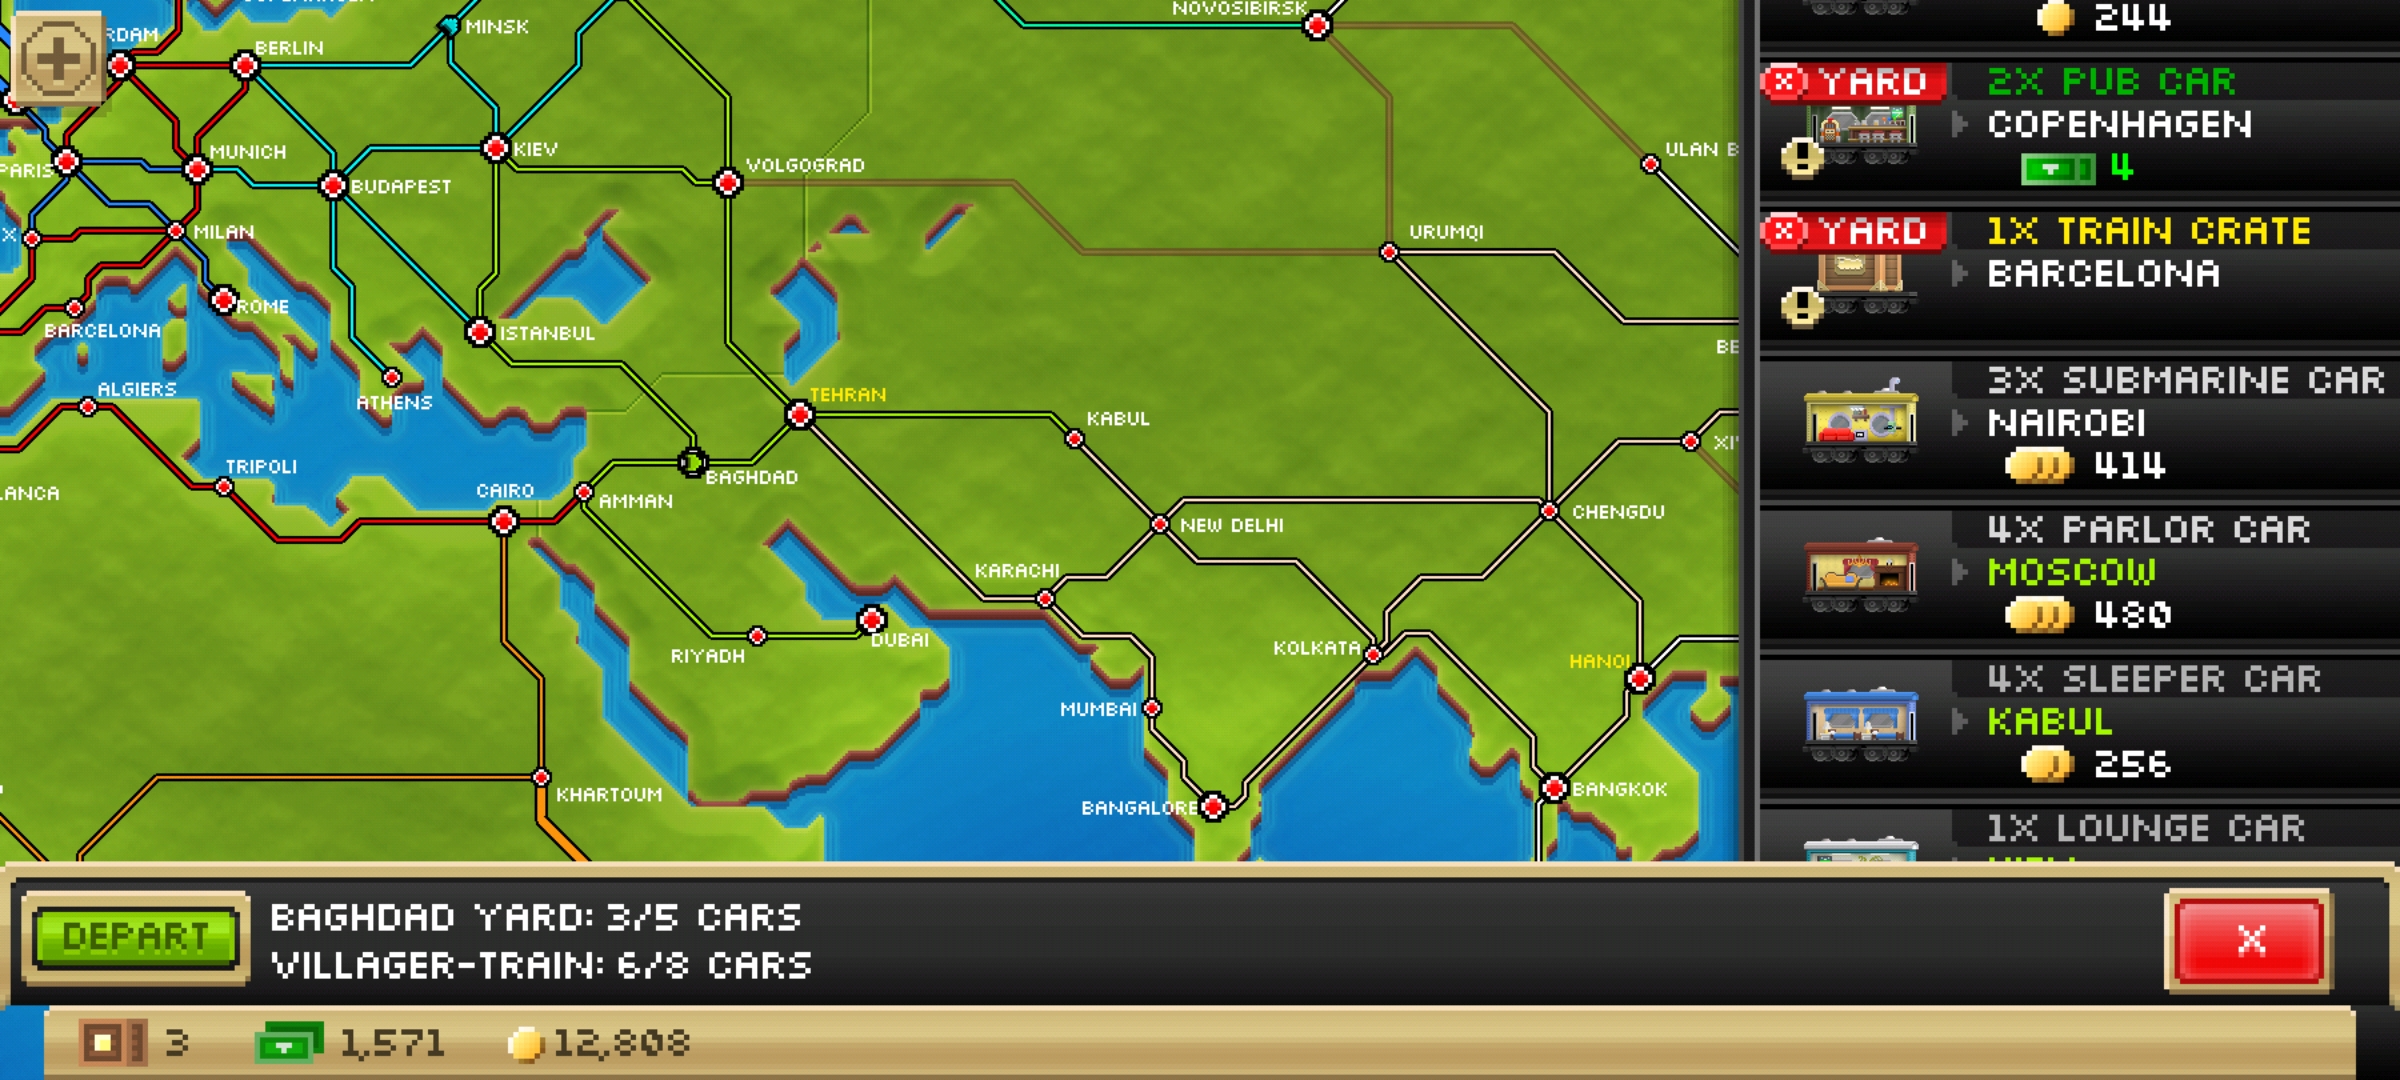 NOVOSIBIRSK
MINSK
RDAM
BERLIN
MUNICH
KIEV
VOLGOGRAD
ULAN B
PARIS
BUDAPEST
X
MILAN
URUMQI
ROME
BARCELONA
ISTANBUL
BE
ALGIERS
ATHENS
TEHRAN
KABUL
TRIPOLI
BAGHDAD
LANCA
CAIRO
AMMAN
NEW DELHI
CHENGDU
KARACHI
RIYADH
DUBAI
KOLKATA
HANOI
MUMBAI
KHARTOUM
BANGALORE
BANGKOK
244
YARD
2X PUB CAR
COPENHAGEN
4
YARD
1X TRAIN CRATE
BARCELONA
3X SUBMARINE CAR
NAIROBI
414
4X PARLOR CAR
MOSCOW
480
4X SLEEPER CAR
KABUL
256
1X LOUNGE CAR
DEPART
BAGHDAD YARD: 3/5 CARS
VILLAGER-TRAIN: 6/8 CARS
X
3
1,571
12,808